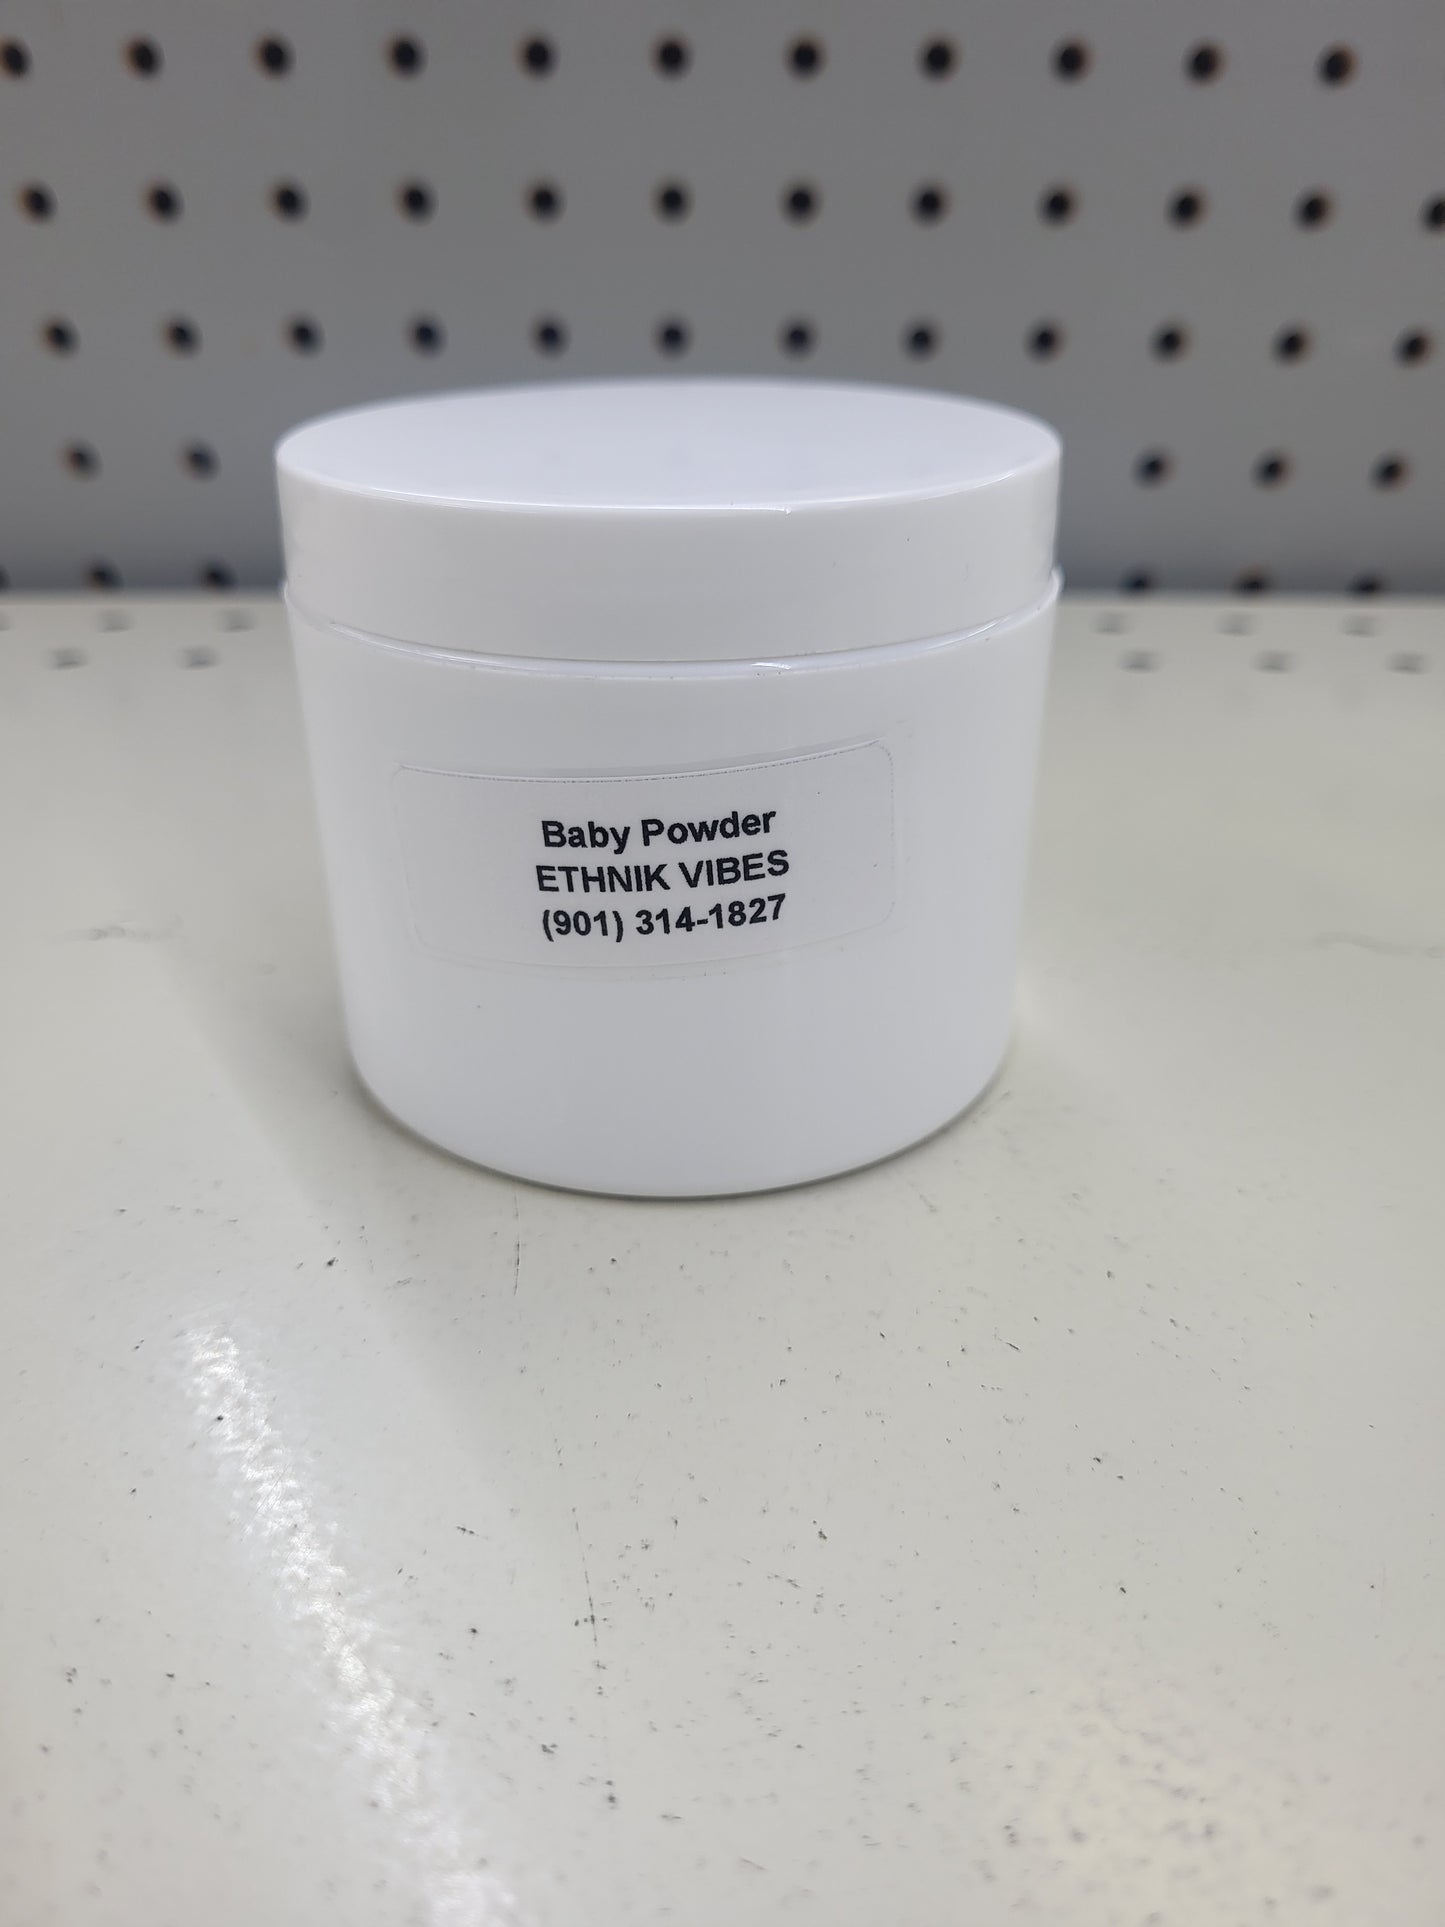 Baby Powder
ETHNIK VIBES
(901) 314-1827